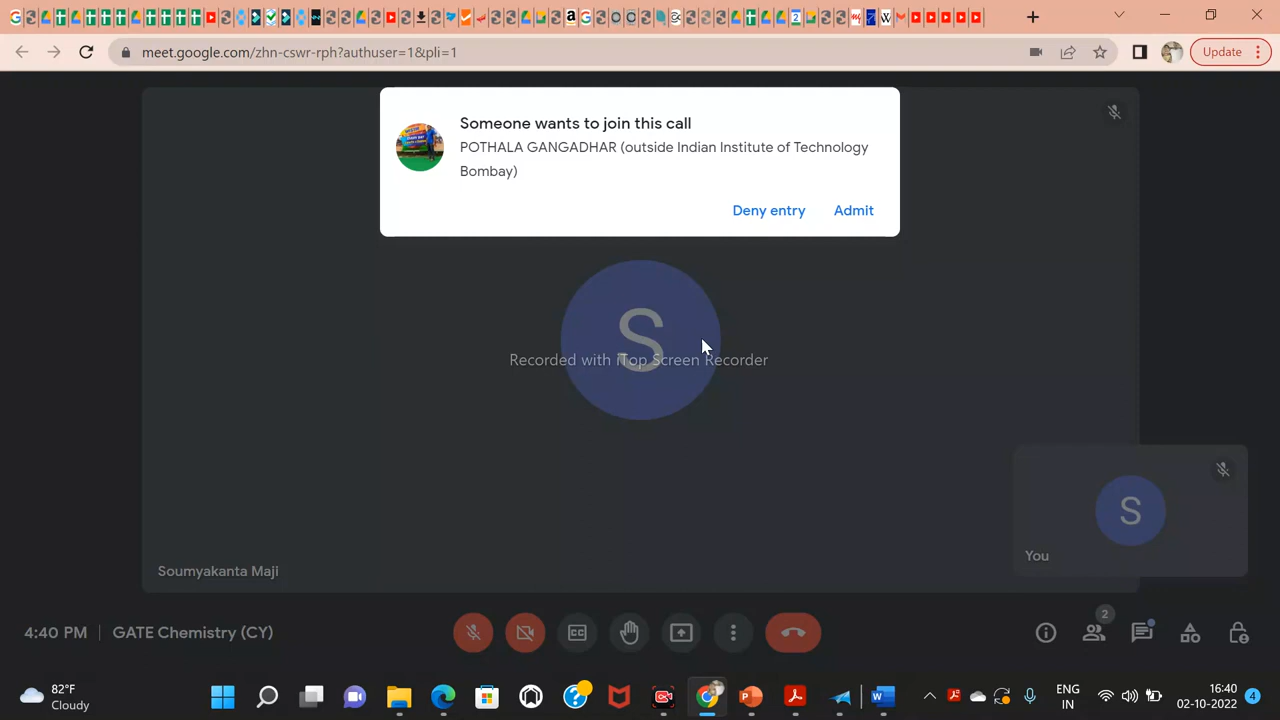 meet.google.com/zhn-cswr-rph?authuser=1&pli=1
Update
Someone wants to join this call
POTHALA GANGADHAR (outside Indian Institute of Technology
Bombay)
Deny entry
Admit
S
Recorded with iTop Screen Recorder
S
You
Soumyakanta Maji
4:40 PM
GATE Chemistry (CY)
2
82°F
Cloudy
ENG
IN
16:40
02-10-2022
4